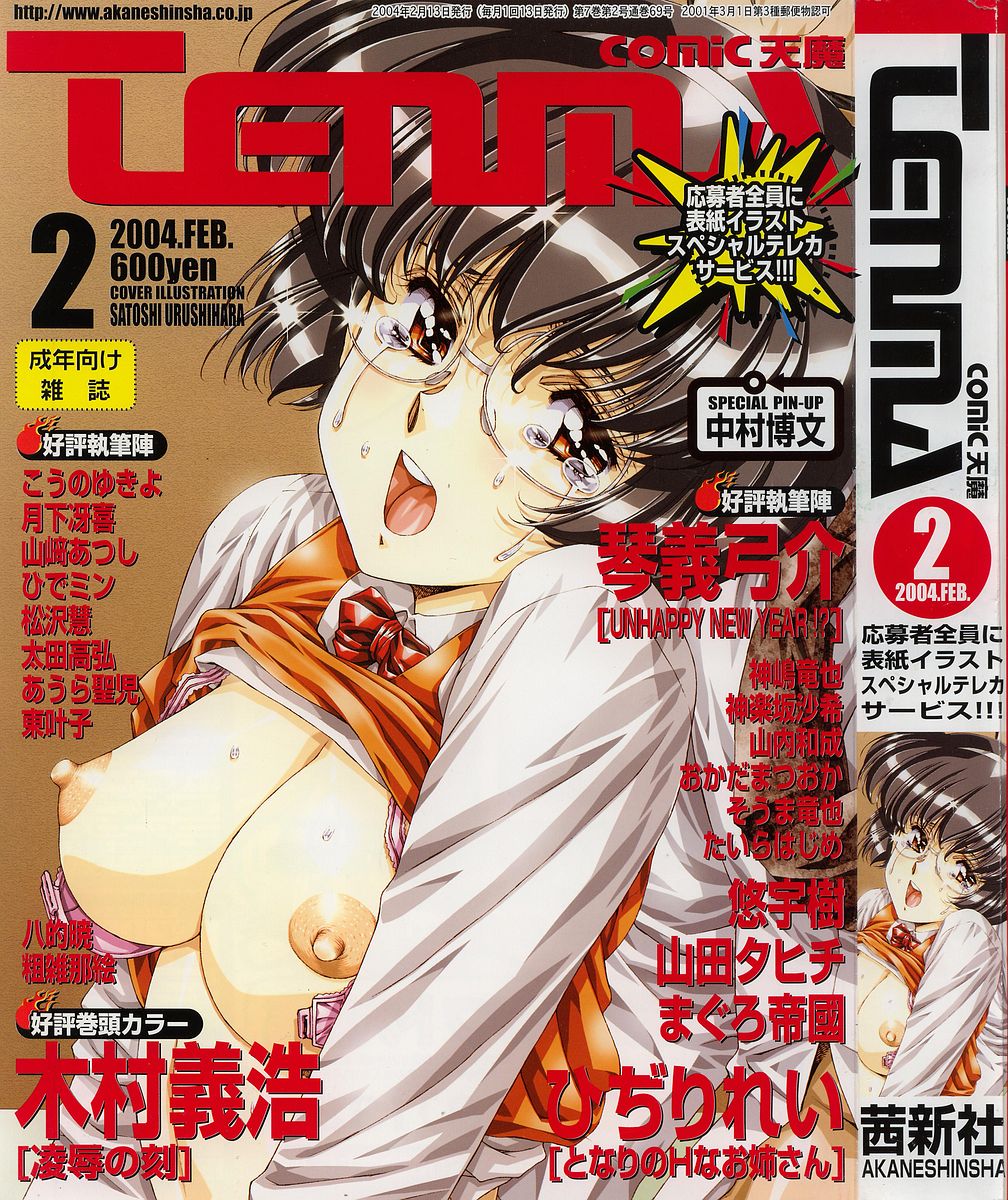 http://www.akaneshinsha.co.jp
2004年2月13日発行（毎月1回13日発行）第7巻第2号通巻69号 2001年3月1日第3種郵便物認可
COMIC 天魔
TENMA
応募者全員に
表紙イラスト
スペシャルテレカ
サービス!!!
2
2004.FEB.
600yen
COVER ILLUSTRATION
SATOSHI URUSHIHARA
成年向け
雑誌
SPECIAL PIN-UP
中村博文
好評執筆陣
こうのゆきよ
月下冴喜
山﨑あつし
ひでミン
松沢慧
太田高弘
あうら聖児
東叶子
八的暁
粗雑那絵
好評巻頭カラー
木村義浩
[凌辱の刻]
好評執筆陣
琴義弓介
[UNHAPPY NEW YEAR!?]
神嶋竜也
神楽坂沙希
山内和成
おかだまつおか
そうま竜也
たいらはじめ
悠宇樹
山田タヒチ
まぐろ帝國
ひぢりれい
[となりのHなお姉さん]
TENMA
COMIC 天魔
2
2004.FEB.
応募者全員に
表紙イラスト
スペシャルテレカ
サービス!!!
茜新社
AKANESHINSHA